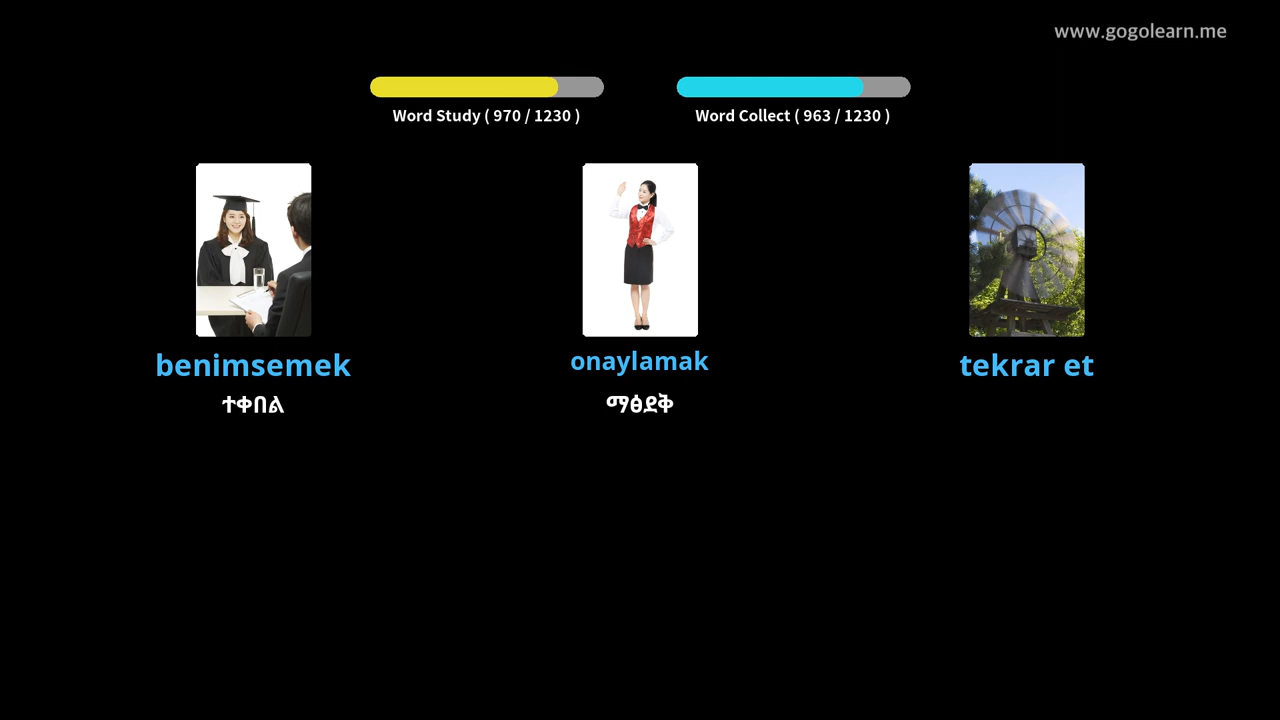 www.gogolearn.me
Word Study ( 970 / 1230 )
Word Collect ( 963 / 1230 )
benimsemek
ተቀበል
onaylamak
ማፅደቅ
tekrar et